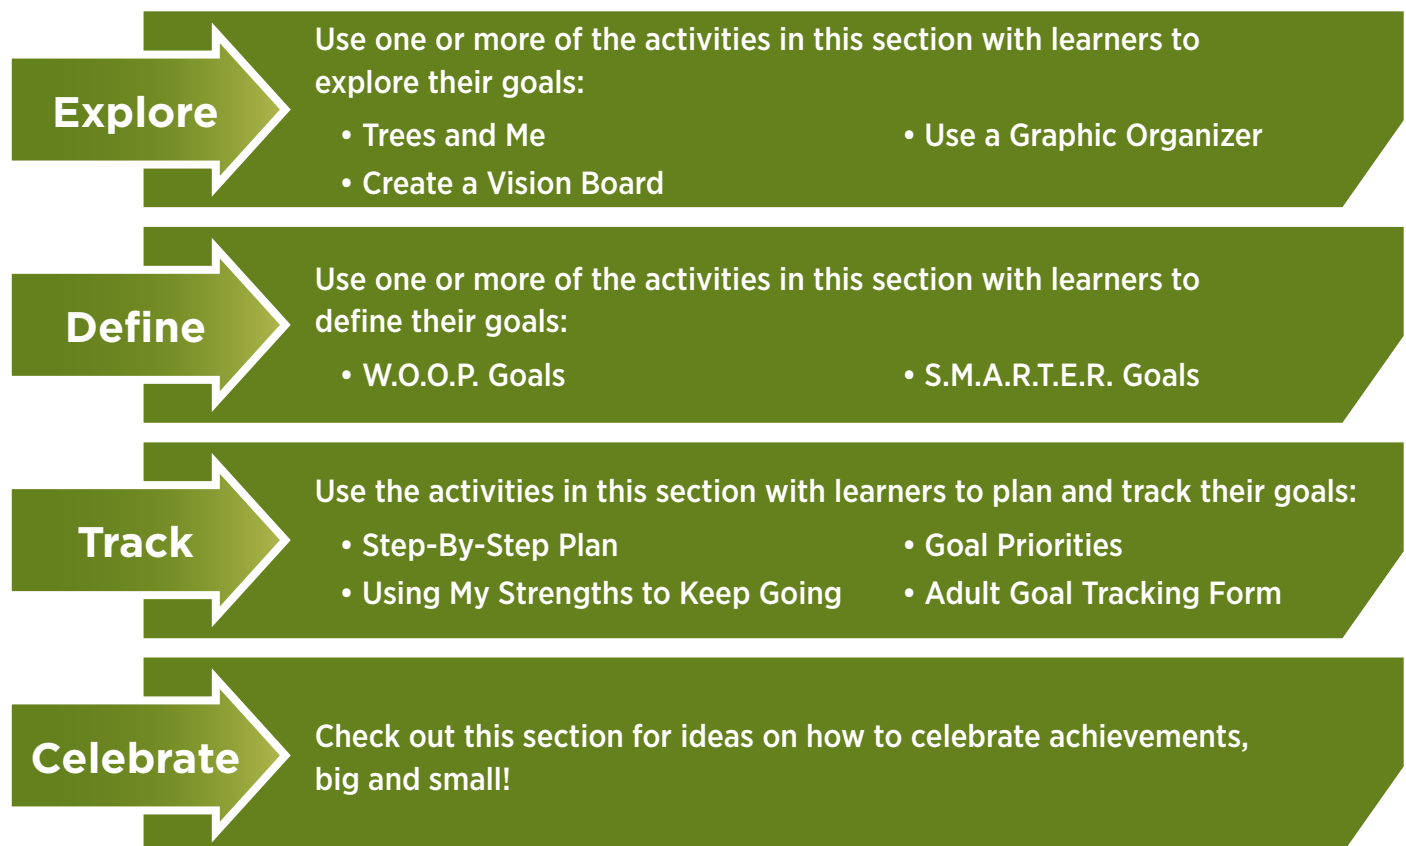 Explore
Use one or more of the activities in this section with learners to
explore their goals:
• Trees and Me
• Create a Vision Board
• Use a Graphic Organizer
Define
Use one or more of the activities in this section with learners to
define their goals:
• W.O.O.P. Goals
• S.M.A.R.T.E.R. Goals
Track
Use the activities in this section with learners to plan and track their goals:
• Step-By-Step Plan
• Using My Strengths to Keep Going
• Goal Priorities
• Adult Goal Tracking Form
Celebrate
Check out this section for ideas on how to celebrate achievements,
big and small!